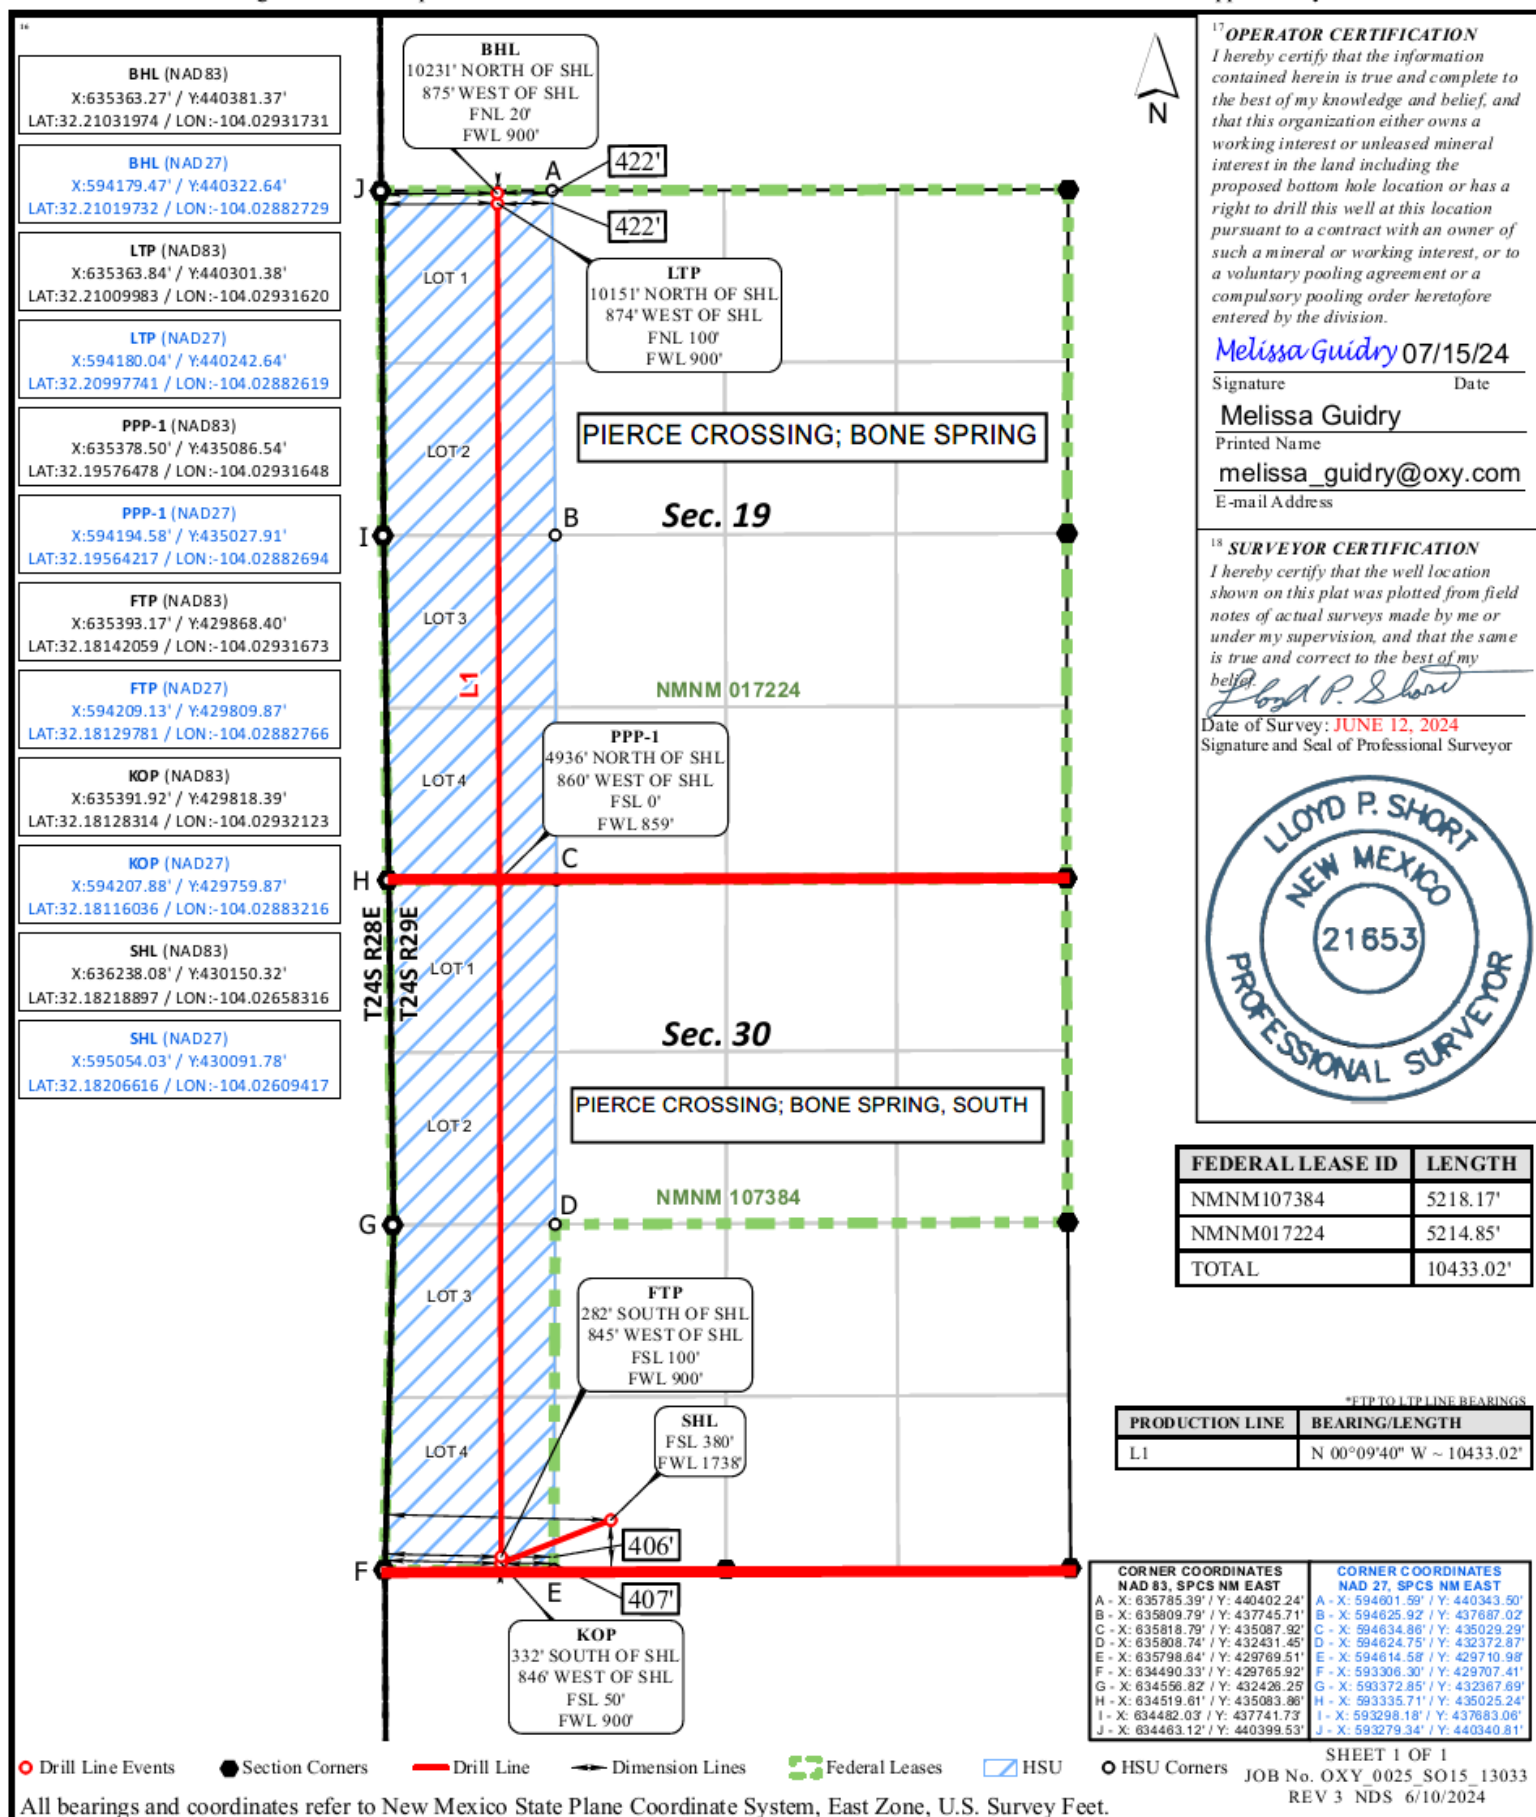 16
BHL (NAD83)
X:635363.27' / Y:440381.37'
LAT:32.21031974 / LON:-104.02931731
BHL (NAD27)
X:594179.47' / Y:440322.64'
LAT:32.21019732 / LON:-104.02882729
LTP (NAD83)
X:635363.84' / Y:440301.38'
LAT:32.21009983 / LON:-104.02931620
LTP (NAD27)
X:594180.04' / Y:440242.64'
LAT:32.20997741 / LON:-104.02882619
PPP-1 (NAD83)
X:635378.50' / Y:435086.54'
LAT:32.19576478 / LON:-104.02931648
PPP-1 (NAD27)
X:594194.58' / Y:435027.91'
LAT:32.19564217 / LON:-104.02882694
FTP (NAD83)
X:635393.17' / Y:429868.40'
LAT:32.18142059 / LON:-104.02931673
FTP (NAD27)
X:594209.13' / Y:429809.87'
LAT:32.18129781 / LON:-104.02882766
KOP (NAD83)
X:635391.92' / Y:429818.39'
LAT:32.18128314 / LON:-104.02932123
KOP (NAD27)
X:594207.88' / Y:429759.87'
LAT:32.18116036 / LON:-104.02883216
SHL (NAD83)
X:636238.08' / Y:430150.32'
LAT:32.18218897 / LON:-104.02658316
SHL (NAD27)
X:595054.03' / Y:430091.78'
LAT:32.18206616 / LON:-104.02609417
BHL
10231' NORTH OF SHL
875' WEST OF SHL
FNL 20'
FWL 900'
N
J
A
422'
422'
LOT 1
LTP
10151' NORTH OF SHL
874' WEST OF SHL
FNL 100'
FWL 900'
PIERCE CROSSING; BONE SPRING
LOT 2
I
B
Sec. 19
LOT 3
L1
NMNM 017224
PPP-1
4936' NORTH OF SHL
860' WEST OF SHL
FSL 0'
FWL 859'
LOT 4
H
C
T24S R28E
T24S R29E
LOT 1
Sec. 30
PIERCE CROSSING; BONE SPRING, SOUTH
LOT 2
NMNM 107384
G
D
LOT 3
FTP
282' SOUTH OF SHL
845' WEST OF SHL
FSL 100'
FWL 900'
SHL
FSL 380'
FWL 1738'
LOT 4
406'
F
E
407'
KOP
332' SOUTH OF SHL
846' WEST OF SHL
FSL 50'
FWL 900'
17 OPERATOR CERTIFICATION
I hereby certify that the information
contained herein is true and complete to
the best of my knowledge and belief, and
that this organization either owns a
working interest or unleased mineral
interest in the land including the
proposed bottom hole location or has a
right to drill this well at this location
pursuant to a contract with an owner of
such a mineral or working interest, or to
a voluntary pooling agreement or a
compulsory pooling order heretofore
entered by the division.
Melissa Guidry 07/15/24
Signature Date
Melissa Guidry
Printed Name
melissa_guidry@oxy.com
E-mail Address
18 SURVEYOR CERTIFICATION
I hereby certify that the well location
shown on this plat was plotted from field
notes of actual surveys made by me or
under my supervision, and that the same
is true and correct to the best of my
belief.
Lloyd P. Short
Date of Survey: JUNE 12, 2024
Signature and Seal of Professional Surveyor
LLOYD P. SHORT
NEW MEXICO
21653
PROFESSIONAL SURVEYOR
FEDERAL LEASE ID LENGTH
NMNM107384 5218.17'
NMNM017224 5214.85'
TOTAL 10433.02'
*FTP TO LTP LINE BEARINGS
PRODUCTION LINE BEARING/LENGTH
L1 N 00°09'40" W ~ 10433.02'
CORNER COORDINATES
NAD 83, SPCS NM EAST
A - X: 635785.39' / Y: 440402.24'
B - X: 635809.79' / Y: 437745.71'
C - X: 635818.79' / Y: 435087.92'
D - X: 635808.74' / Y: 432431.45'
E - X: 635798.64' / Y: 429769.51'
F - X: 634490.33' / Y: 429765.92'
G - X: 634556.82' / Y: 432426.25'
H - X: 634519.61' / Y: 435083.86'
I - X: 634482.03' / Y: 437741.73'
J - X: 634463.12' / Y: 440399.53'
CORNER COORDINATES
NAD 27, SPCS NM EAST
A - X: 594601.59' / Y: 440343.50'
B - X: 594625.92' / Y: 437687.02'
C - X: 594634.86' / Y: 435029.29'
D - X: 594624.75' / Y: 432372.87'
E - X: 594614.58' / Y: 429710.98'
F - X: 593306.30' / Y: 429707.41'
G - X: 593372.85' / Y: 432367.69'
H - X: 593335.71' / Y: 435025.24'
I - X: 593298.18' / Y: 437683.06'
J - X: 593279.34' / Y: 440340.81'
Drill Line Events Section Corners Drill Line Dimension Lines Federal Leases HSU HSU Corners
SHEET 1 OF 1
JOB No. OXY_0025_SO15_13033
REV 3 NDS 6/10/2024
All bearings and coordinates refer to New Mexico State Plane Coordinate System, East Zone, U.S. Survey Feet.